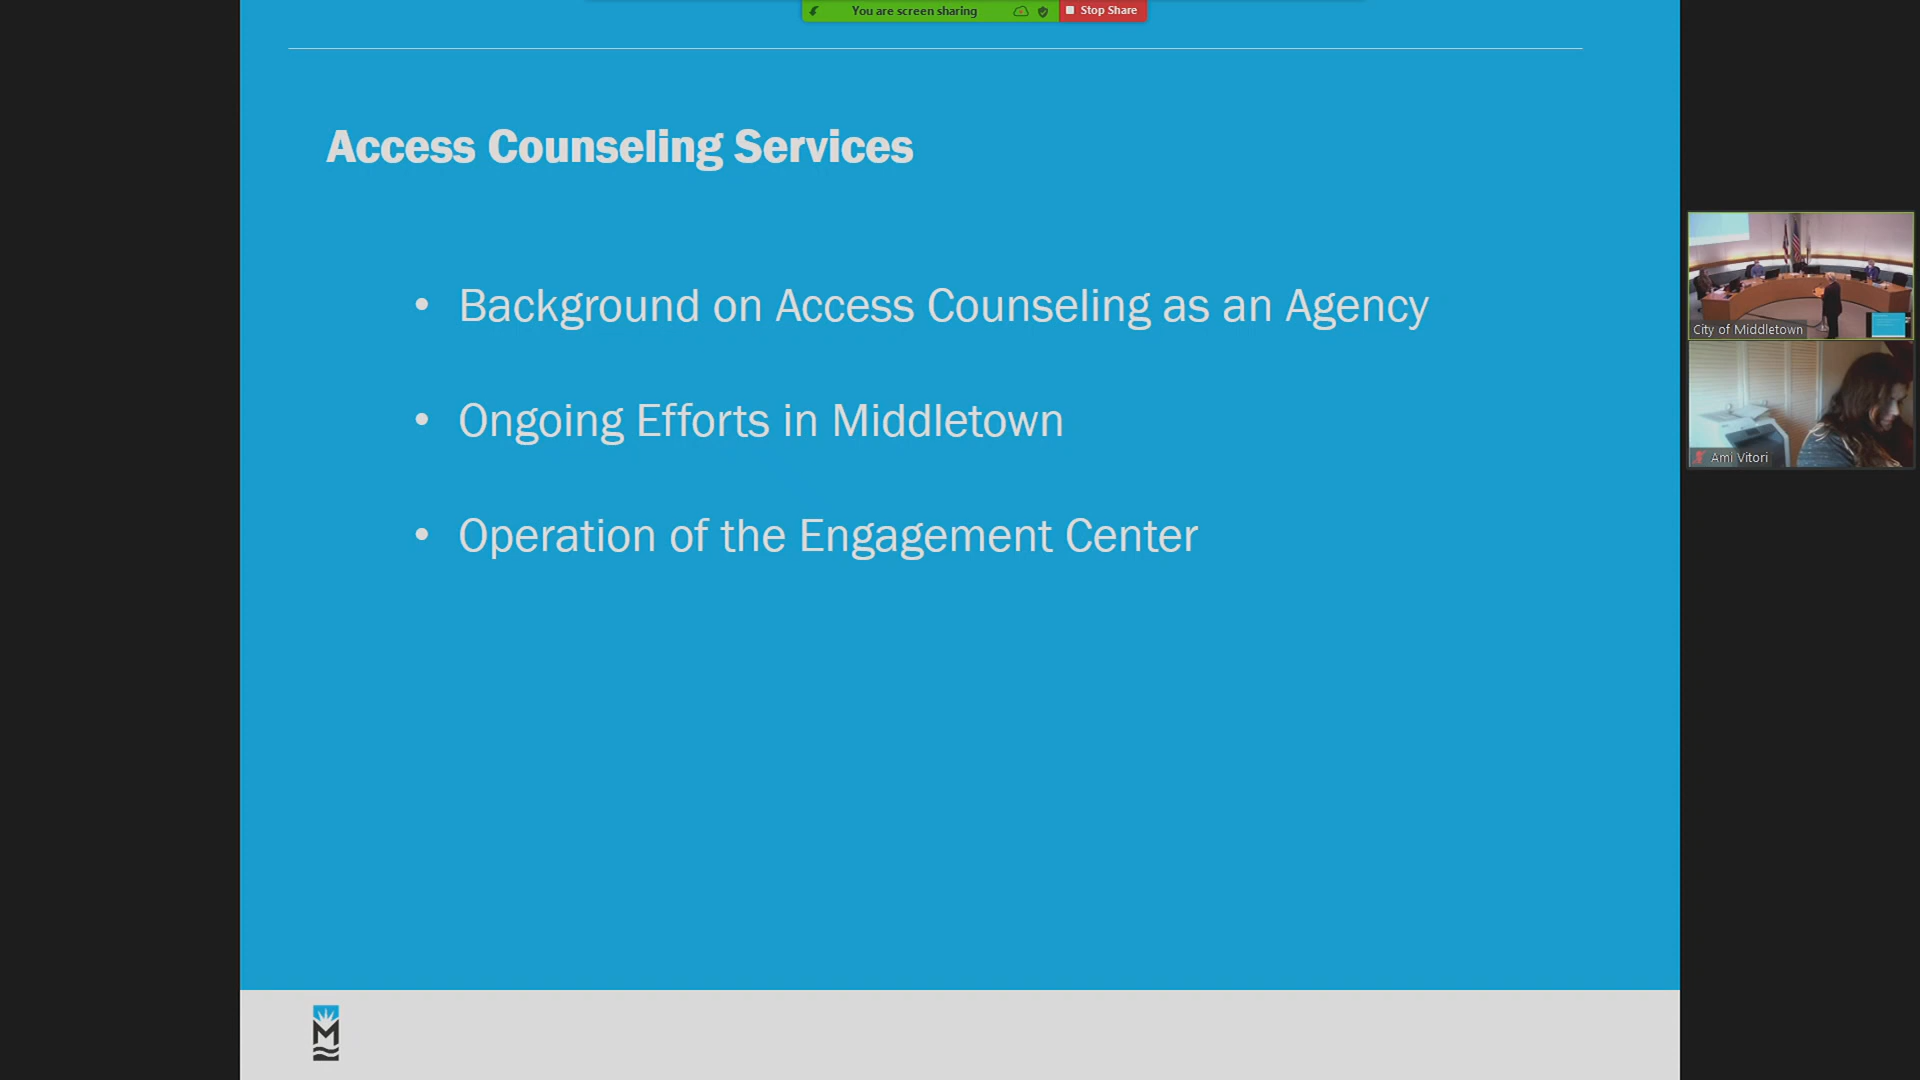 You are screen sharing
Stop Share
Access Counseling Services
• Background on Access Counseling as an Agency
• Ongoing Efforts in Middletown
• Operation of the Engagement Center
City of Middletown
Ami Vitori
M